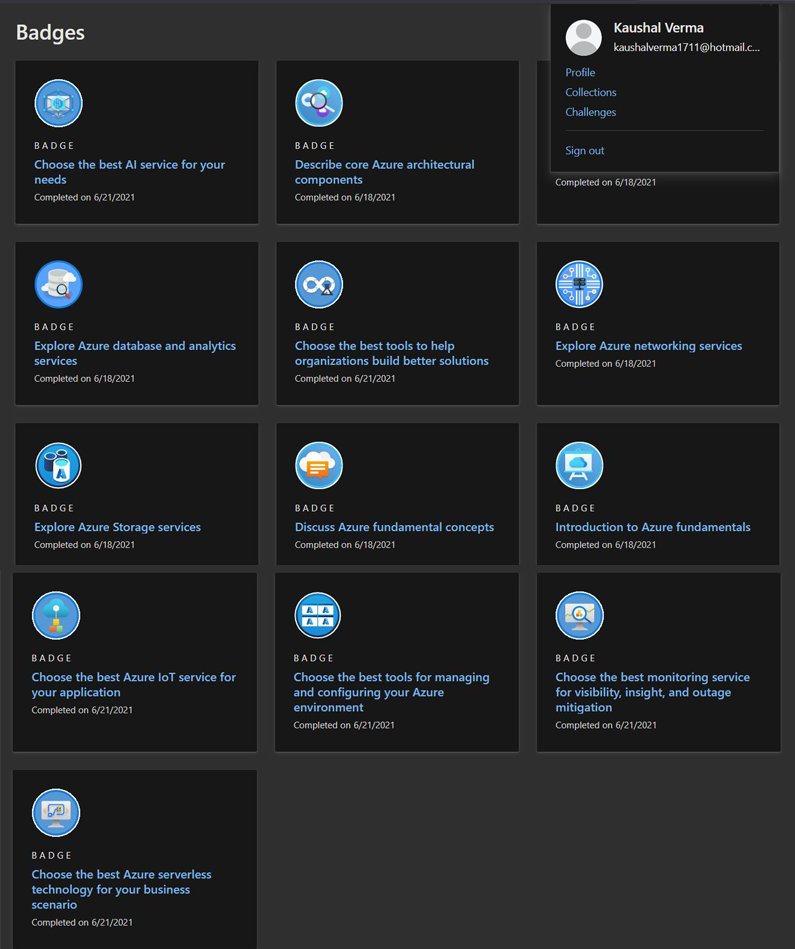 Badges
Kaushal Verma
kaushalverma1711@hotmail.c...
Profile
Collections
Challenges
Sign out
BADGE
Choose the best AI service for your
needs
Completed on 6/21/2021
BADGE
Describe core Azure architectural
components
Completed on 6/18/2021
Completed on 6/18/2021
BADGE
Explore Azure database and analytics
services
Completed on 6/18/2021
BADGE
Choose the best tools to help
organizations build better solutions
Completed on 6/21/2021
BADGE
Explore Azure networking services
Completed on 6/18/2021
BADGE
Explore Azure Storage services
Completed on 6/18/2021
BADGE
Discuss Azure fundamental concepts
Completed on 6/18/2021
BADGE
Introduction to Azure fundamentals
Completed on 6/18/2021
BADGE
Choose the best Azure IoT service for
your application
Completed on 6/21/2021
BADGE
Choose the best tools for managing
and configuring your Azure
environment
Completed on 6/21/2021
BADGE
Choose the best monitoring service
for visibility, insight, and outage
mitigation
Completed on 6/21/2021
BADGE
Choose the best Azure serverless
technology for your business
scenario
Completed on 6/21/2021